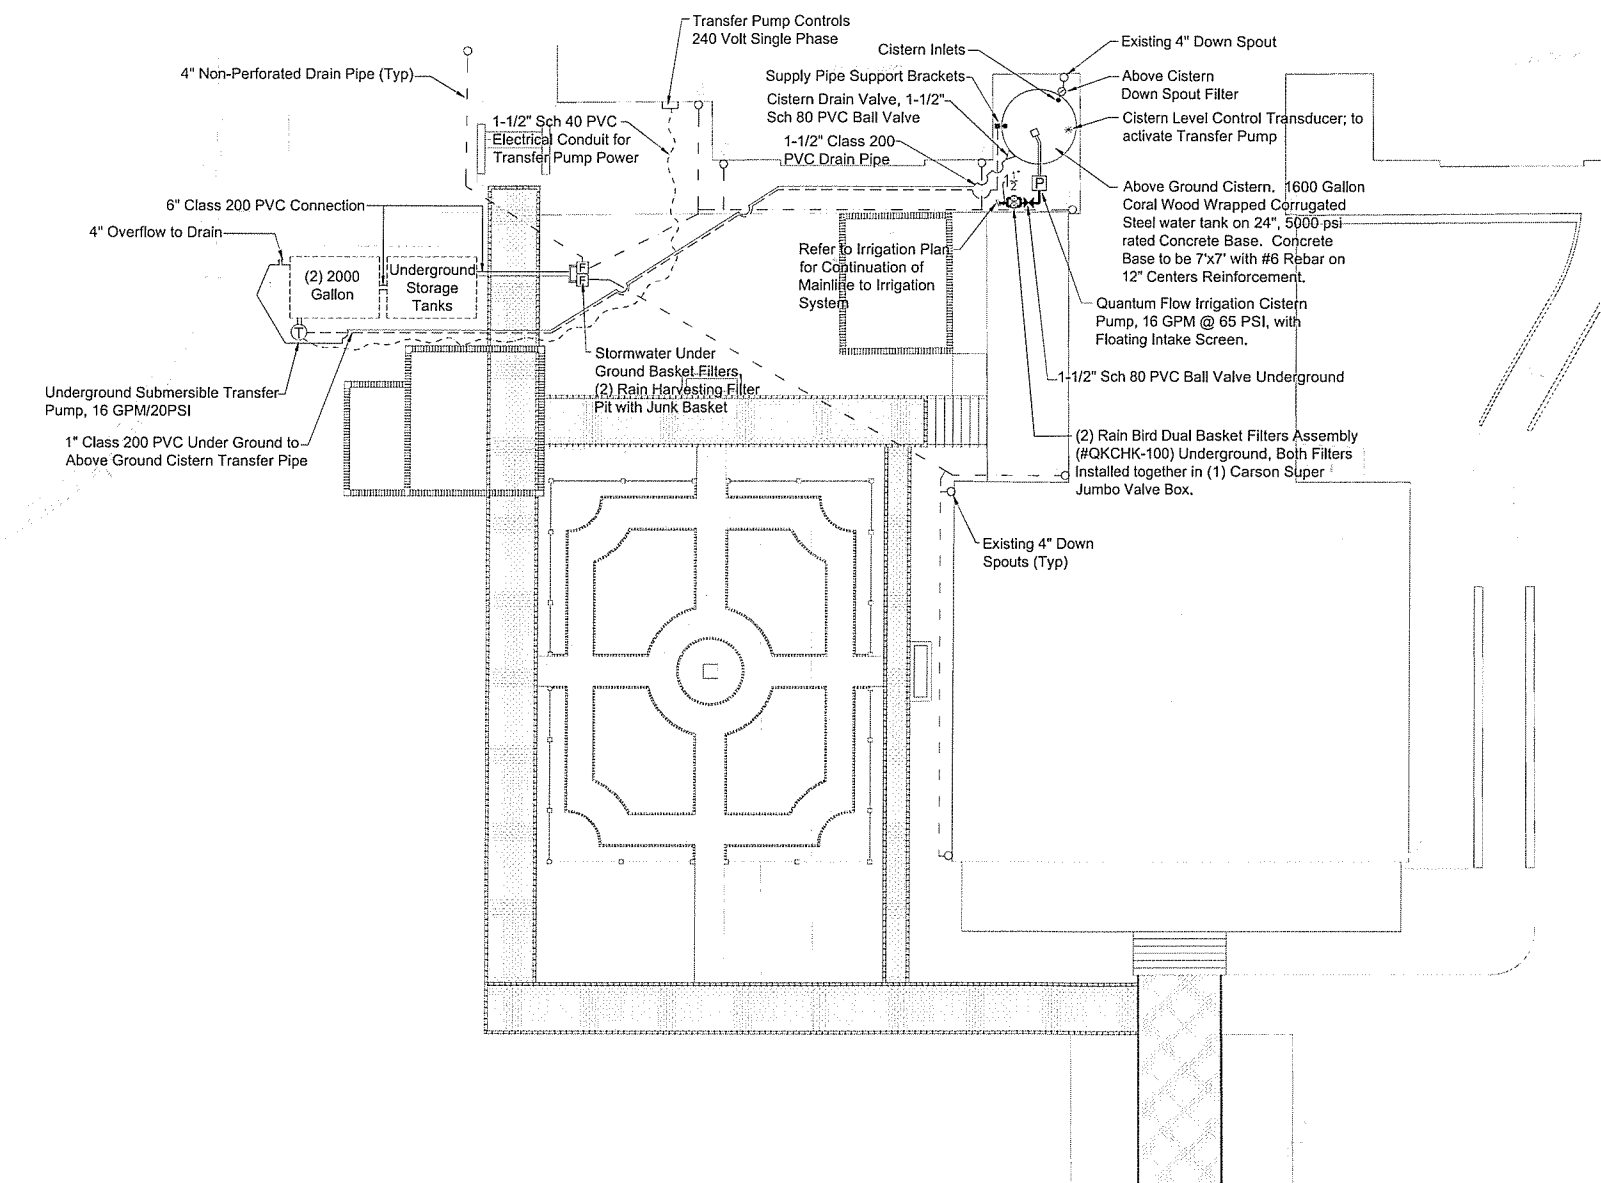 Transfer Pump Controls
240 Volt Single Phase
4" Non-Perforated Drain Pipe (Typ)
1-1/2" Sch 40 PVC
Electrical Conduit for
Transfer Pump Power
Cistern Inlets
Supply Pipe Support Brackets
Cistern Drain Valve, 1-1/2"
Sch 80 PVC Ball Valve
1-1/2" Class 200
PVC Drain Pipe
Existing 4" Down Spout
Above Cistern
Down Spout Filter
Cistern Level Control Transducer; to
activate Transfer Pump
Above Ground Cistern. 1600 Gallon
Coral Wood Wrapped Corrugated
Steel water tank on 24", 5000 psi
rated Concrete Base. Concrete
Base to be 7'x7' with #6 Rebar on
12" Centers Reinforcement.
1 1/2"
P
6" Class 200 PVC Connection
4" Overflow to Drain
(2) 2000
Gallon
Underground
Storage
Tanks
F
F
T
Refer to Irrigation Plan
for Continuation of
Mainline to Irrigation
System
Quantum Flow Irrigation Cistern
Pump, 16 GPM @ 65 PSI, with
Floating Intake Screen.
Stormwater Under
Ground Basket Filters,
(2) Rain Harvesting Filter
Pit with Junk Basket
1-1/2" Sch 80 PVC Ball Valve Underground
Underground Submersible Transfer
Pump, 16 GPM/20PSI
1" Class 200 PVC Under Ground to
Above Ground Cistern Transfer Pipe
(2) Rain Bird Dual Basket Filters Assembly
(#QKCHK-100) Underground, Both Filters
Installed together in (1) Carson Super
Jumbo Valve Box.
Existing 4" Down
Spouts (Typ)